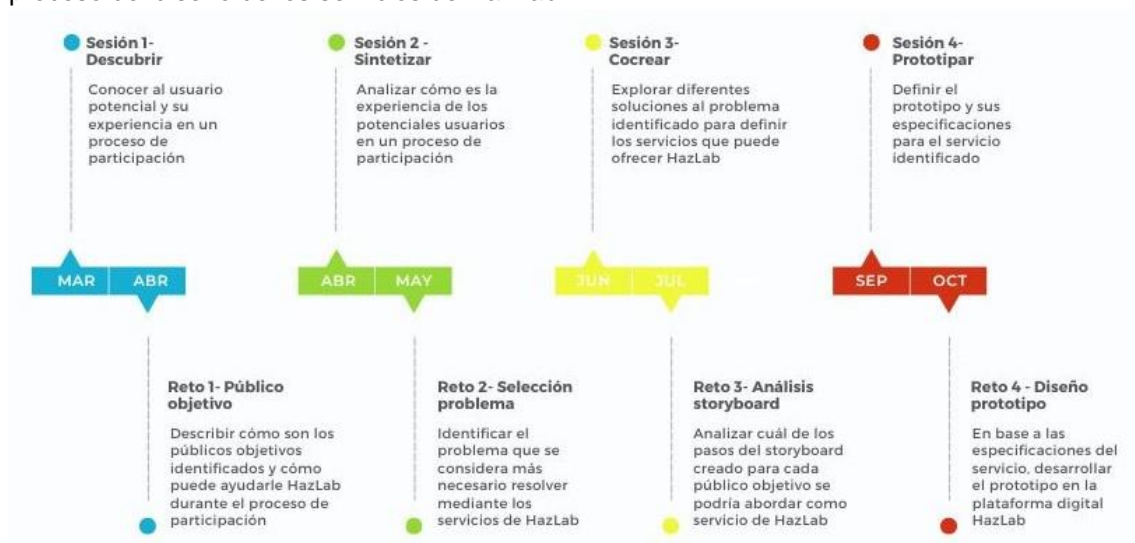 Sesión 1-
Descubrir
Conocer al usuario
potencial y su
experiencia en un
proceso de
participación
Sesión 2 -
Sintetizar
Analizar cómo es la
experiencia de los
potenciales usuarios
en un proceso de
participación
Sesión 3-
Cocrear
Explorar diferentes
soluciones al problema
identificado para definir
los servicios que puede
ofrecer HazLab
Sesión 4-
Prototipar
Definir el
prototipo y sus
especificaciones
para el servicio
identificado
MAR ABR
ABR MAY
JUN JUL
SEP OCT
Reto 1- Público
objetivo
Describir cómo son los
públicos objetivos
identificados y cómo
puede ayudarle HazLab
durante el proceso de
participación
Reto 2- Selección
problema
Identificar el
problema que se
considera más
necesario resolver
mediante los
servicios de HazLab
Reto 3- Análisis
storyboard
Analizar cuál de los
pasos del storyboard
creado para cada
público objetivo se
podría abordar como
servicio de HazLab
Reto 4 - Diseño
prototipo
En base a las
especificaciones del
servicio, desarrollar
el prototipo en la
plataforma digital
HazLab